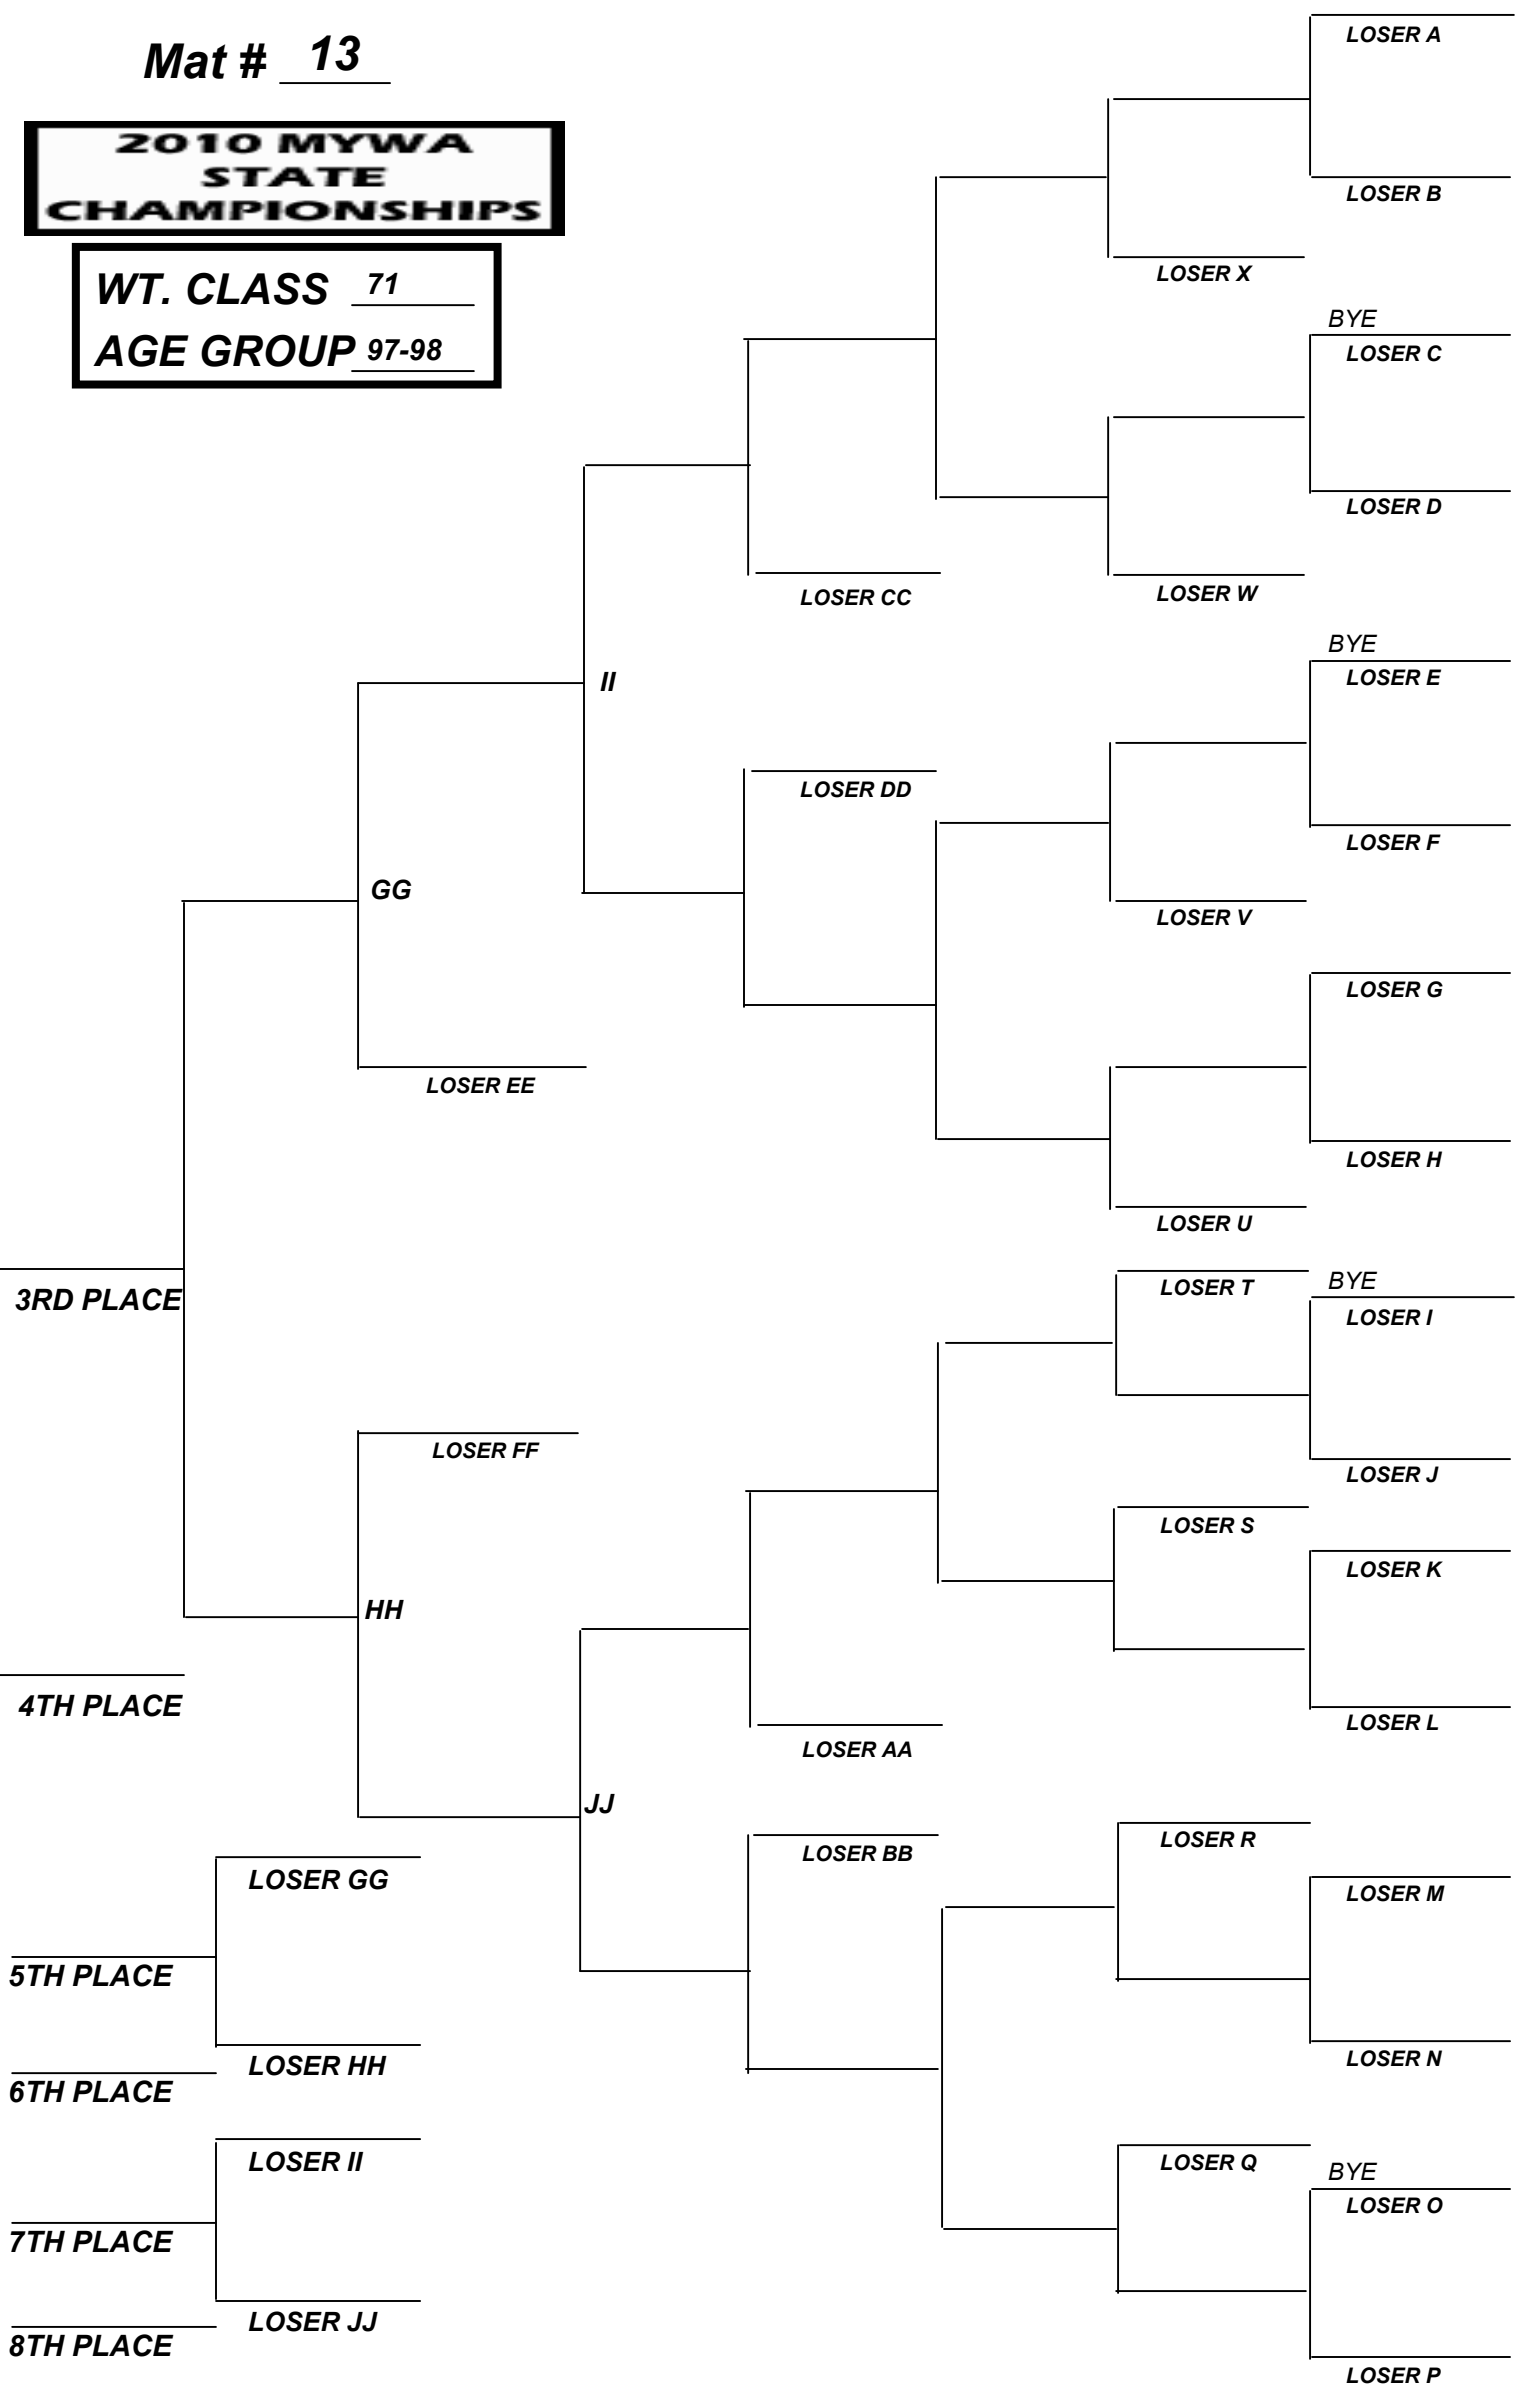 Mat # 13
2010 MYWA
STATE
CHAMPIONSHIPS
WT. CLASS 71
AGE GROUP 97-98
LOSER A
LOSER B
LOSER X
BYE
LOSER C
LOSER D
LOSER CC
LOSER W
BYE
LOSER E
II
LOSER DD
LOSER F
GG
LOSER V
LOSER G
LOSER EE
LOSER H
LOSER U
3RD PLACE
LOSER T
BYE
LOSER I
LOSER FF
LOSER J
LOSER S
LOSER K
HH
4TH PLACE
LOSER L
LOSER AA
JJ
LOSER BB
LOSER R
LOSER GG
LOSER M
5TH PLACE
LOSER N
LOSER HH
6TH PLACE
LOSER II
LOSER Q
BYE
LOSER O
7TH PLACE
LOSER JJ
8TH PLACE
LOSER P